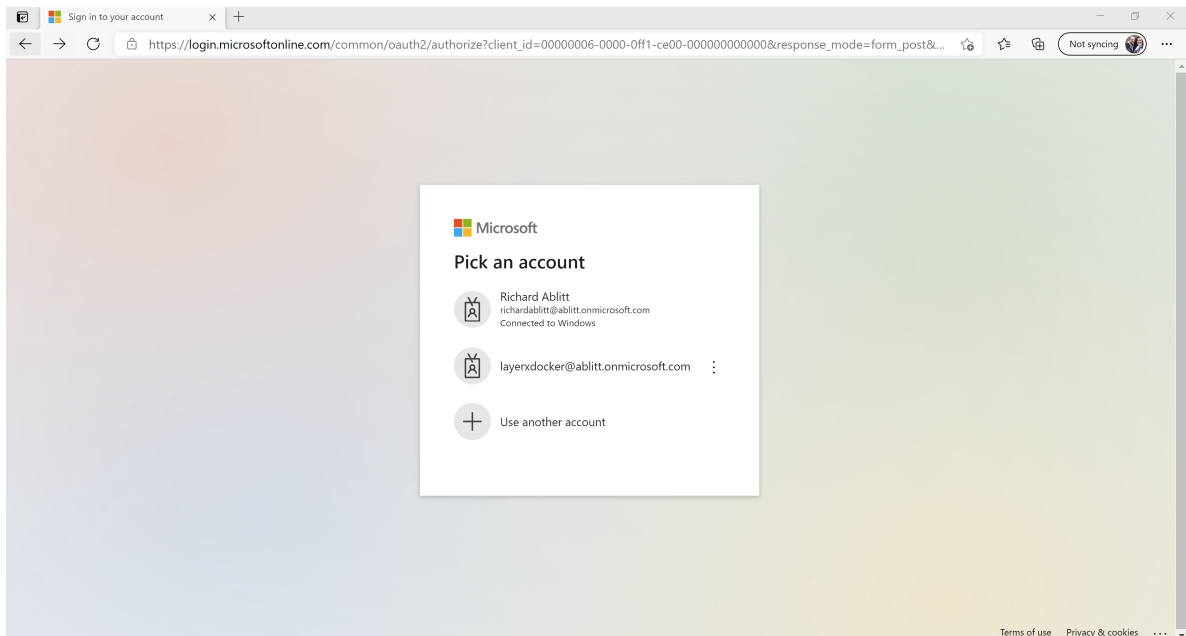 Sign in to your account
https://login.microsoftonline.com/common/oauth2/authorize?client_id=00000006-0000-0ff1-ce00-000000000000&response_mode=form_post&...
Not syncing
Microsoft
Pick an account
Richard Ablitt
richardablitt@ablitt.onmicrosoft.com
Connected to Windows
layerxdocker@ablitt.onmicrosoft.com
Use another account
Terms of use Privacy & cookies ...